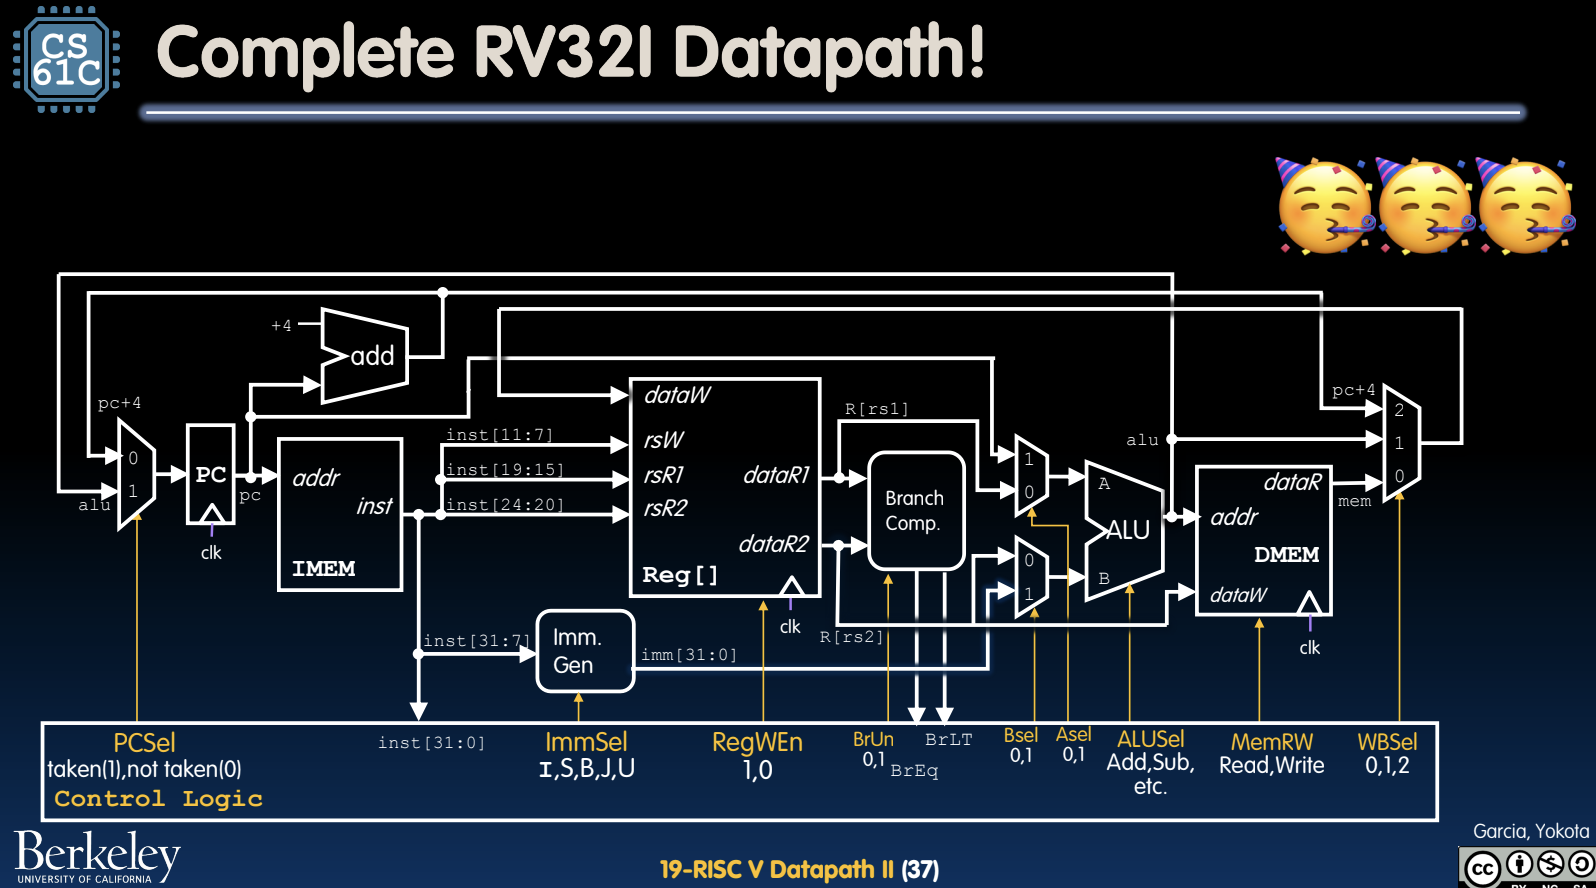 CS
61C
Complete RV32I Datapath!
+4
add
pc+4
0
1
alu
PC
pc
clk
addr
inst
IMEM
inst[11:7]
inst[19:15]
inst[24:20]
inst[31:7]
inst[31:0]
dataW
rsW
rsR1
rsR2
dataR1
dataR2
Reg[]
clk
Imm.
Gen
imm[31:0]
R[rs1]
R[rs2]
Branch
Comp.
1
0
0
1
A
B
ALU
alu
addr
dataR
DMEM
dataW
clk
mem
pc+4
2
1
0
PCSel
taken(1),not taken(0)
Control Logic
ImmSel
I,S,B,J,U
RegWEn
1,0
BrUn
0,1
BrEq
BrLT
Bsel
0,1
Asel
0,1
ALUSel
Add,Sub,
etc.
MemRW
Read,Write
WBSel
0,1,2
Berkeley
UNIVERSITY OF CALIFORNIA
19-RISC V Datapath II (37)
Garcia, Yokota
cc